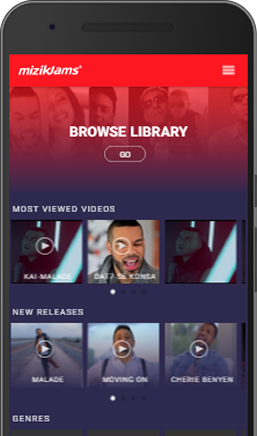 mizikJams®
BROWSE LIBRARY
GO
MOST VIEWED VIDEOS
KAI-MALADE
DAT7-SE KONSA
NEW RELEASES
MALADE
MOVING ON
CHERIE BENYEN
GENRES